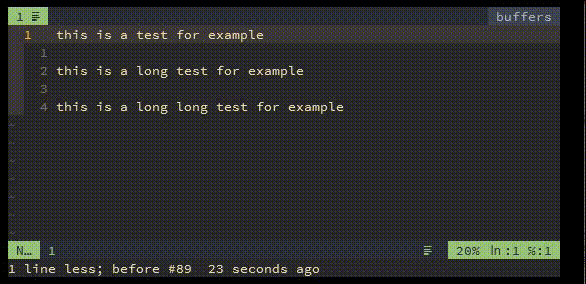 1 buffers
1 this is a test for example
1
2 this is a long test for example
3
4 this is a long long test for example
~
~
~
~
~
~
~
N… 1 20% ln :1 ℅:1
1 line less; before #89  23 seconds ago